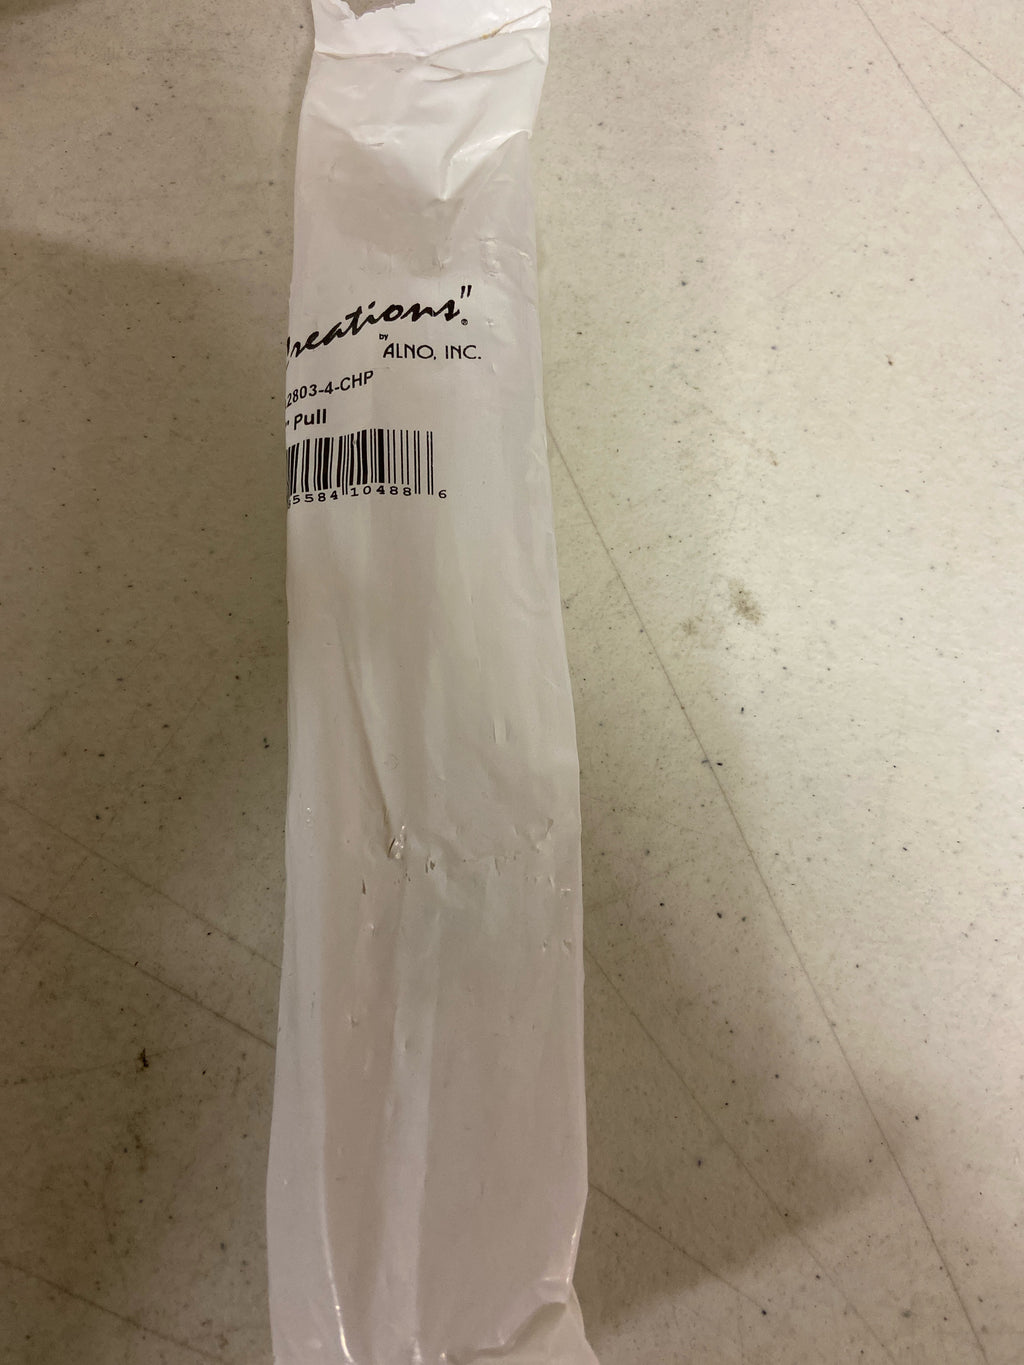 Creations"®
by
ALNO, INC.
2803-4-CHP
" Pull
5584 10488 6